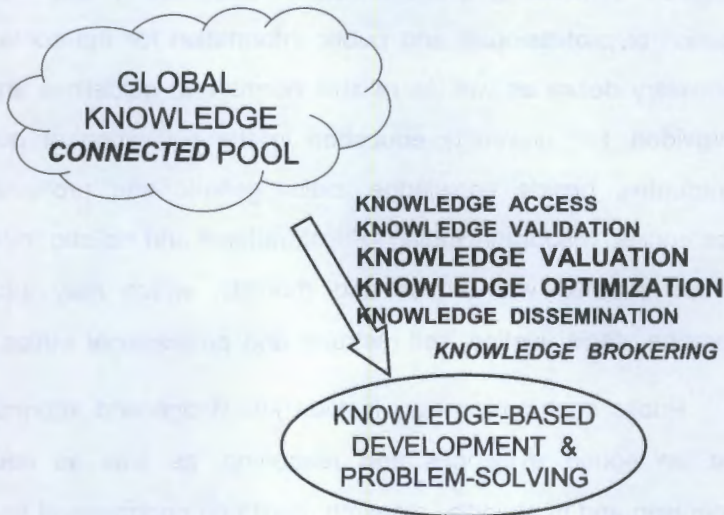 GLOBAL
KNOWLEDGE
CONNECTED POOL
KNOWLEDGE ACCESS
KNOWLEDGE VALIDATION
KNOWLEDGE VALUATION
KNOWLEDGE OPTIMIZATION
KNOWLEDGE DISSEMINATION
KNOWLEDGE BROKERING
KNOWLEDGE-BASED
DEVELOPMENT &
PROBLEM-SOLVING